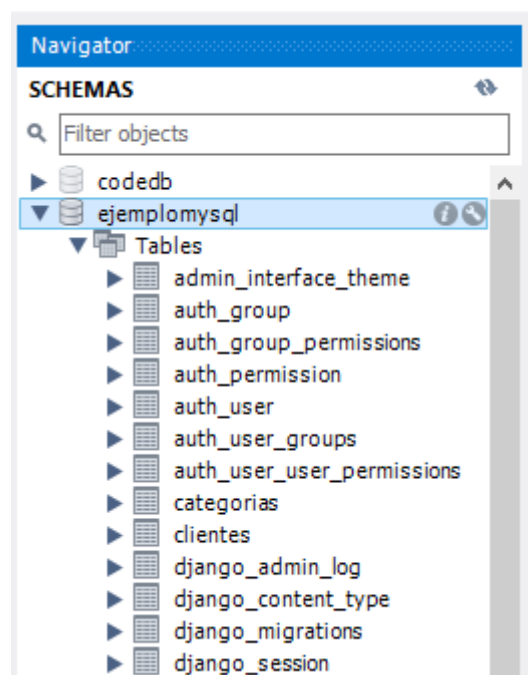 Navigator
SCHEMAS
Filter objects
codedb
ejemplomysql
Tables
admin_interface_theme
auth_group
auth_group_permissions
auth_permission
auth_user
auth_user_groups
auth_user_user_permissions
categorias
clientes
django_admin_log
django_content_type
django_migrations
django_session